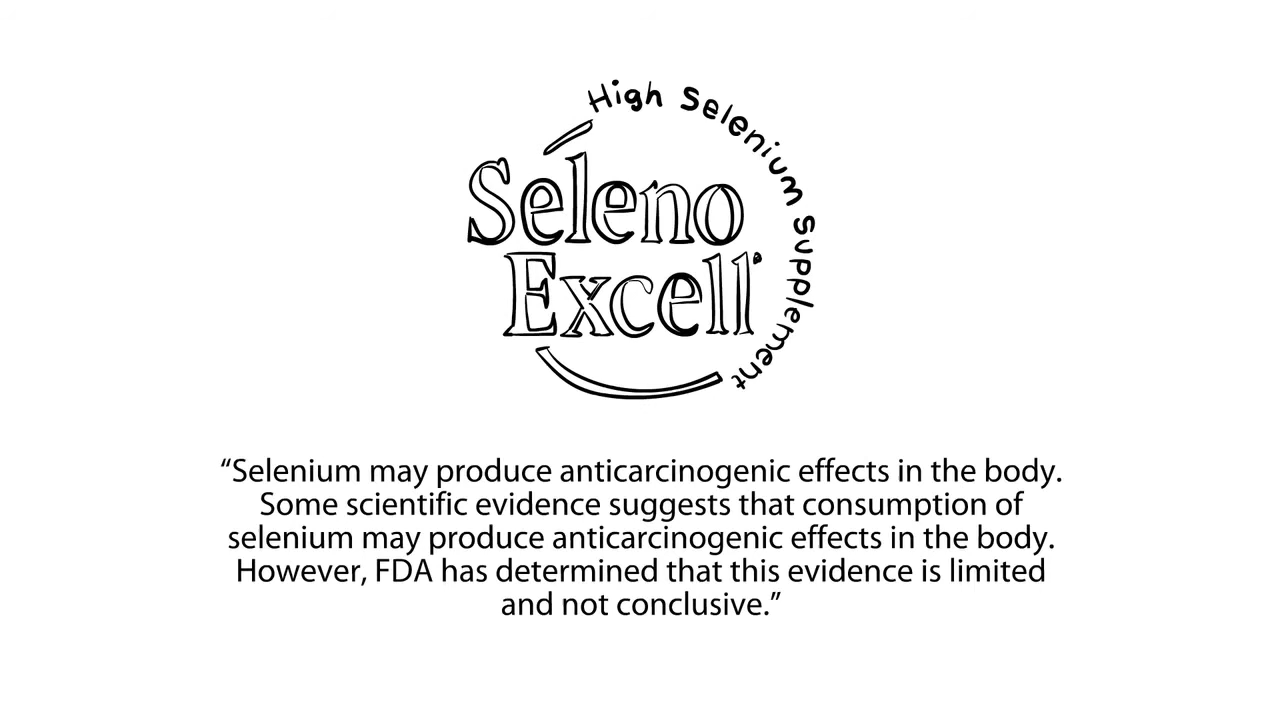 High Selenium Supplement
Seleno
Excell
“Selenium may produce anticarcinogenic effects in the body.
Some scientific evidence suggests that consumption of
selenium may produce anticarcinogenic effects in the body.
However, FDA has determined that this evidence is limited
and not conclusive.”